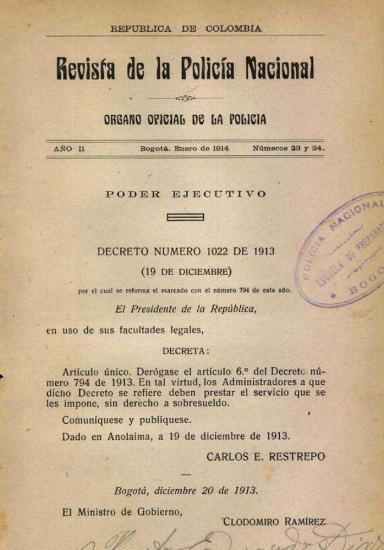 REPUBLICA DE COLOMBIA
Revista de la Policía Nacional
ORGANO OFICIAL DE LA POLICIA
AÑO II Bogotá, Enero de 1914 Números 23 y 24.
PODER EJECUTIVO
DECRETO NUMERO 1022 DE 1913
(19 DE DICIEMBRE)
por el cual se reforma el marcado con el número 794 de este año.
El Presidente de la República,
en uso de sus facultades legales,
DECRETA:
Artículo único. Derógase el artículo 6.º del Decreto nú-
mero 794 de 1913. En tal virtud, los Administradores a que
dicho Decreto se refiere deben prestar el servicio que se
les impone, sin derecho a sobresueldo.
Comuníquese y publíquese.
Dado en Anolaima, a 19 de diciembre de 1913.
CARLOS E. RESTREPO
Bogotá, diciembre 20 de 1913.
El Ministro de Gobierno,
CLODOMIRO RAMÍREZ
POLICIA NACIONAL
ESCUELA DE
BOGO